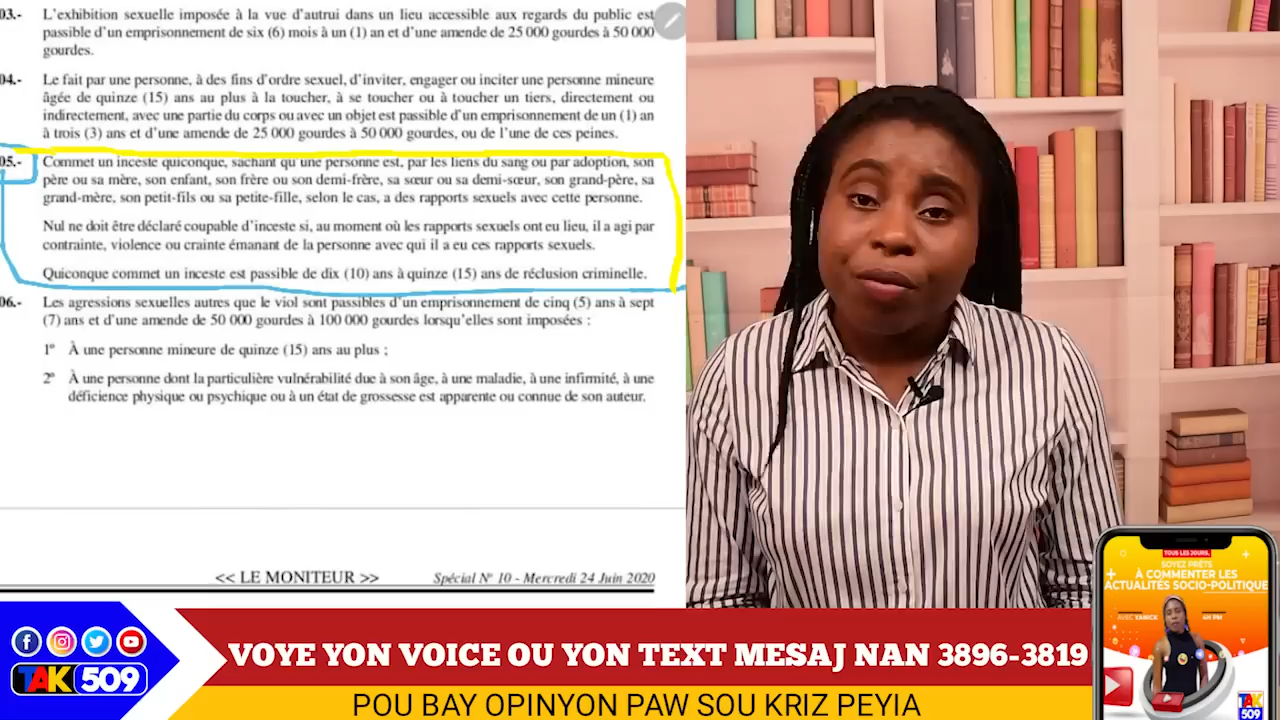 03.- L'exhibition sexuelle imposée à la vue d'autrui dans un lieu accessible aux regards du public est
passible d'un emprisonnement de six (6) mois à un (1) an et d'une amende de 25 000 gourdes à 50 000
gourdes.
04.- Le fait par une personne, à des fins d'ordre sexuel, d'inviter, engager ou inciter une personne mineure
âgée de quinze (15) ans au plus à la toucher, à se toucher ou à toucher un tiers, directement ou
indirectement, avec une partie du corps ou avec un objet est passible d'un emprisonnement de un (1) an
à trois (3) ans et d'une amende de 25 000 gourdes à 50 000 gourdes, ou de l'une de ces peines.
05.- Commet un inceste quiconque, sachant qu'une personne est, par les liens du sang ou par adoption, son
père ou sa mère, son enfant, son frère ou son demi-frère, sa sœur ou sa demi-sœur, son grand-père, sa
grand-mère, son petit-fils ou sa petite-fille, selon le cas, a des rapports sexuels avec cette personne.
Nul ne doit être déclaré coupable d'inceste si, au moment où les rapports sexuels ont eu lieu, il a agi par
contrainte, violence ou crainte émanant de la personne avec qui il a eu ces rapports sexuels.
Quiconque commet un inceste est passible de dix (10) ans à quinze (15) ans de réclusion criminelle.
06.- Les agressions sexuelles autres que le viol sont passibles d'un emprisonnement de cinq (5) ans à sept
(7) ans et d'une amende de 50 000 gourdes à 100 000 gourdes lorsqu'elles sont imposées :
1° À une personne mineure de quinze (15) ans au plus ;
2° À une personne dont la particulière vulnérabilité due à son âge, à une maladie, à une infirmité, à une
déficience physique ou psychique ou à un état de grossesse est apparente ou connue de son auteur.
<< LE MONITEUR >> Spécial N° 10 - Mercredi 24 Juin 2020
TAK 509
VOYE YON VOICE OU YON TEXT MESAJ NAN 3896-3819
POU BAY OPINYON PAW SOU KRIZ PEYIA
TOUS LES JOURS,
SOYEZ PRÊTS
À COMMENTER LES
ACTUALITÉS SOCIO-POLITIQUE
AVEC YANICK 4H PM
TAK
509